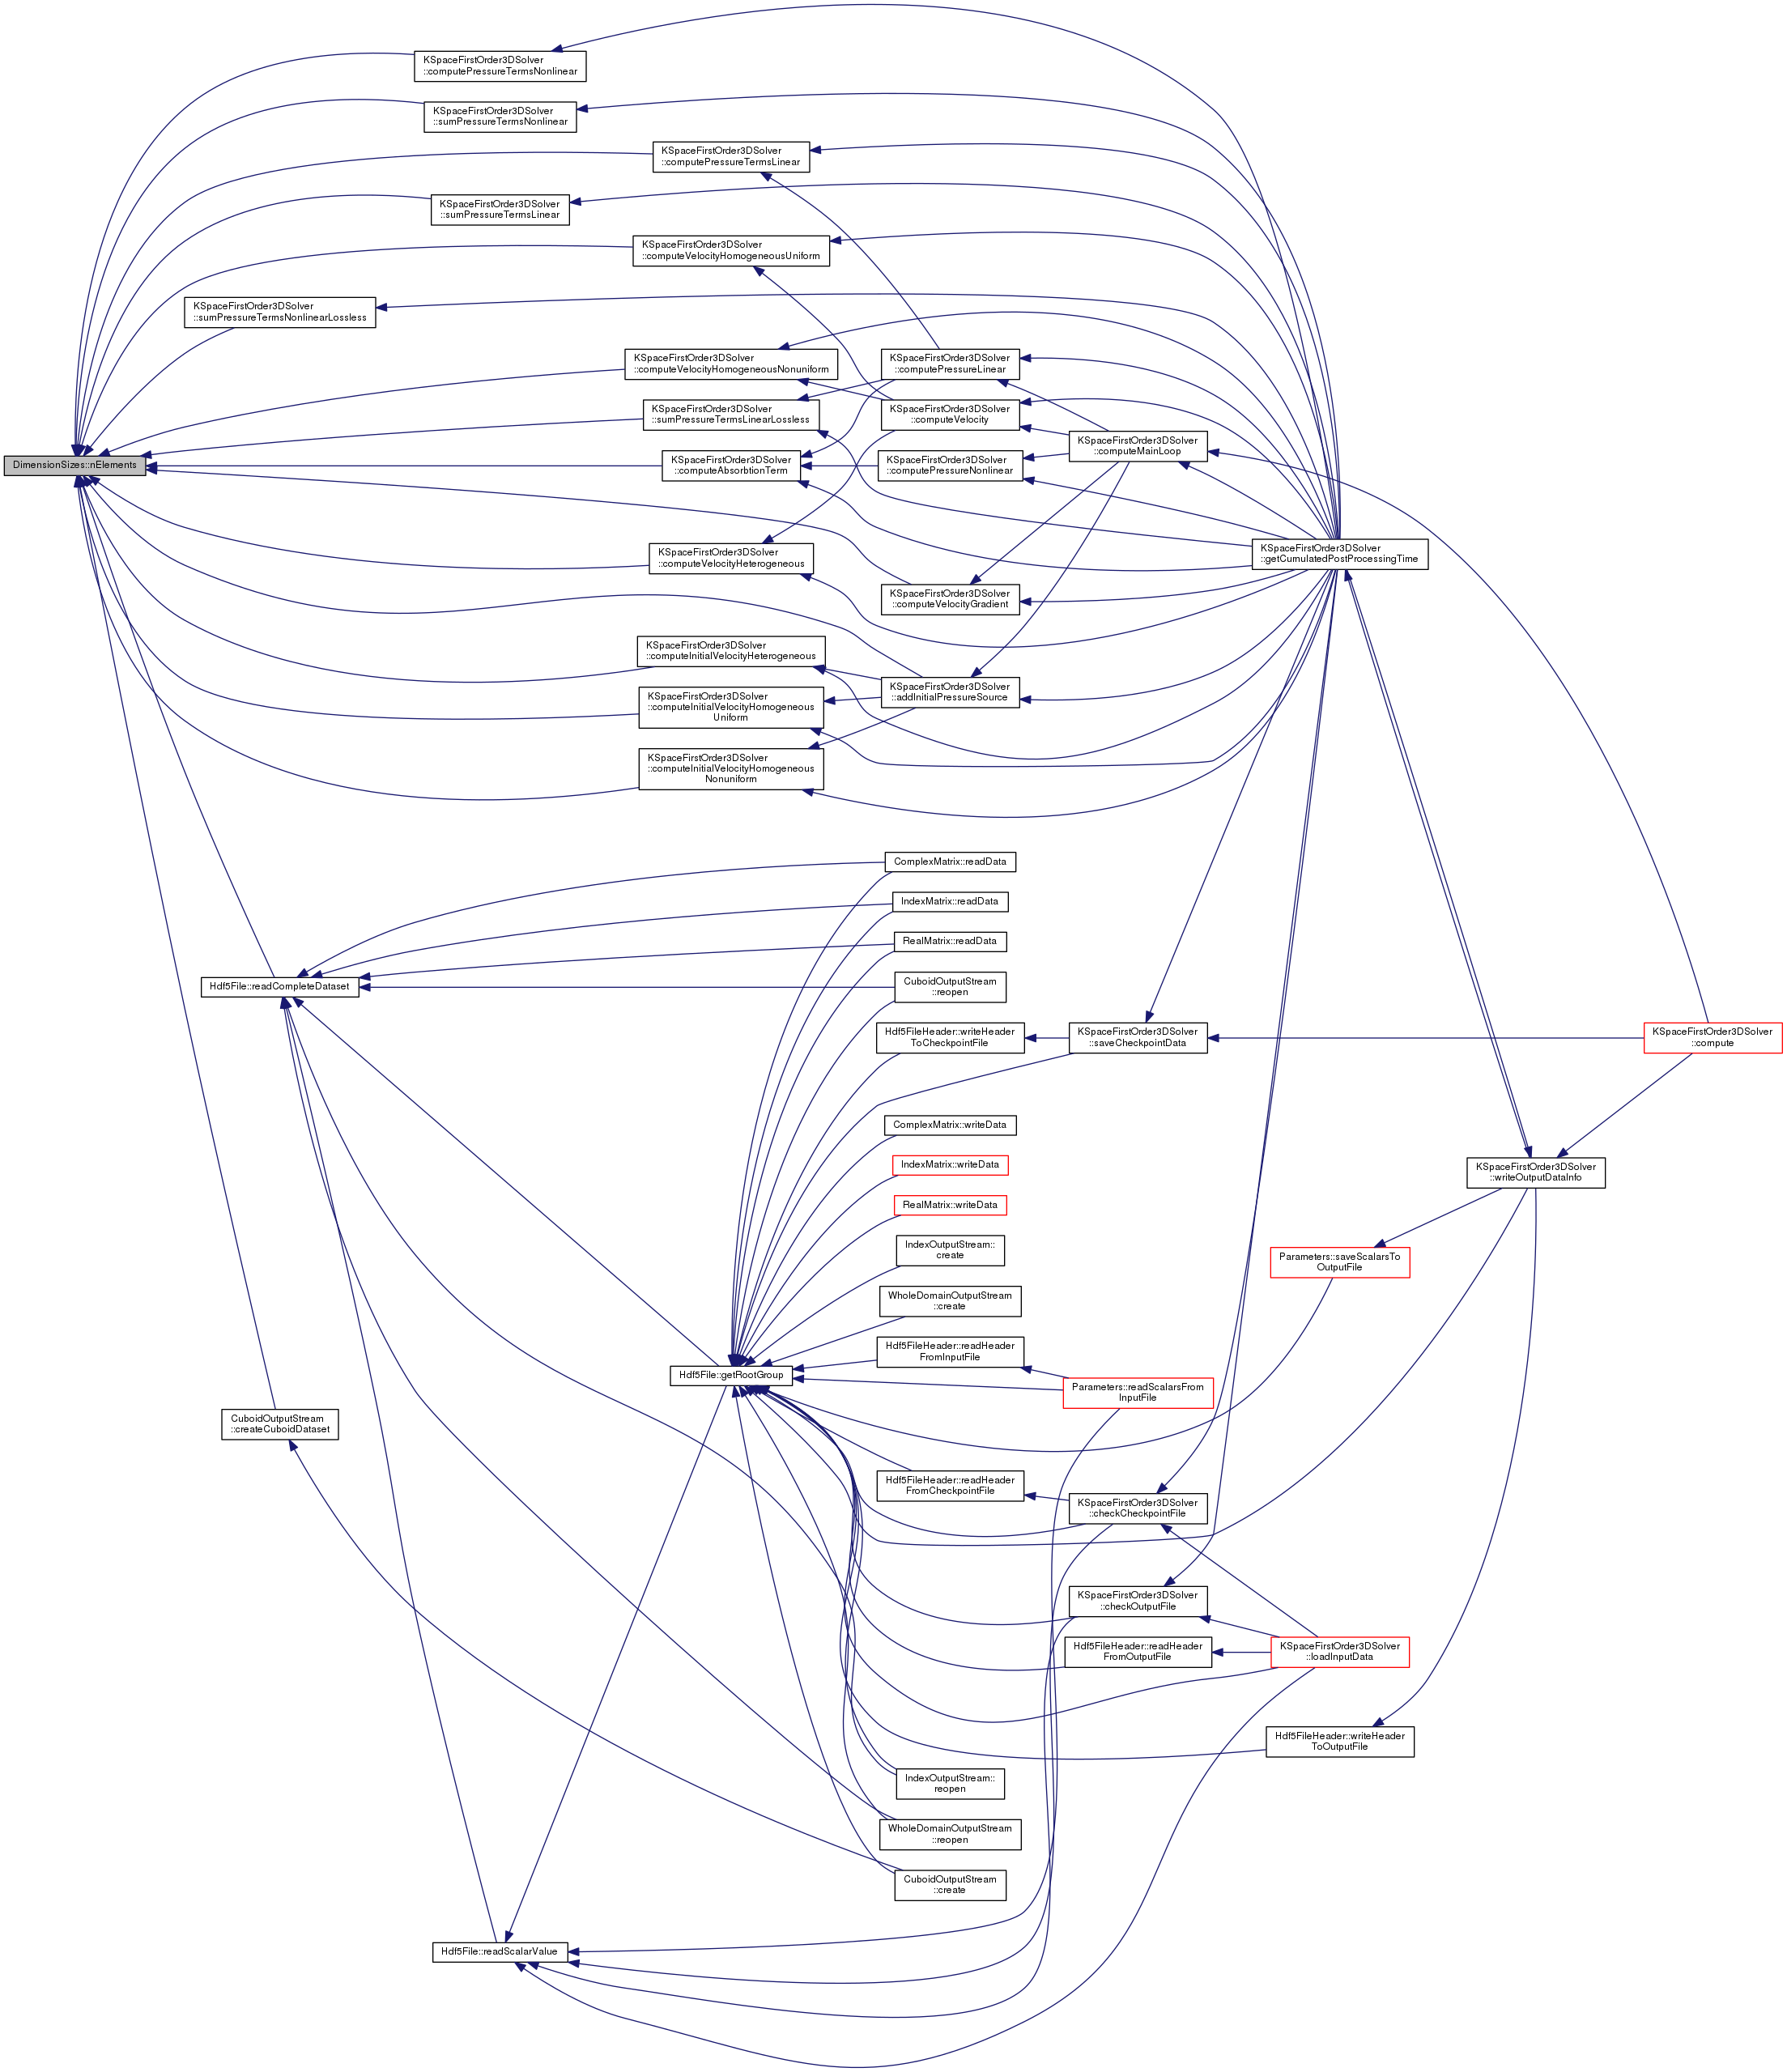 KSpaceFirstOrder3DSolver
::computePressureTermsNonlinear
KSpaceFirstOrder3DSolver
::sumPressureTermsNonlinear
KSpaceFirstOrder3DSolver
::computePressureTermsLinear
KSpaceFirstOrder3DSolver
::sumPressureTermsLinear
KSpaceFirstOrder3DSolver
::computeVelocityHomogeneousUniform
KSpaceFirstOrder3DSolver
::sumPressureTermsNonlinearLossless
KSpaceFirstOrder3DSolver
::computeVelocityHomogeneousNonuniform
KSpaceFirstOrder3DSolver
::computePressureLinear
KSpaceFirstOrder3DSolver
::sumPressureTermsLinearLossless
KSpaceFirstOrder3DSolver
::computeVelocity
KSpaceFirstOrder3DSolver
::computeMainLoop
DimensionSizes::nElements
KSpaceFirstOrder3DSolver
::computeAbsorbtionTerm
KSpaceFirstOrder3DSolver
::computePressureNonlinear
KSpaceFirstOrder3DSolver
::computeVelocityHeterogeneous
KSpaceFirstOrder3DSolver
::getCumulatedPostProcessingTime
KSpaceFirstOrder3DSolver
::computeVelocityGradient
KSpaceFirstOrder3DSolver
::computeInitialVelocityHeterogeneous
KSpaceFirstOrder3DSolver
::addInitialPressureSource
KSpaceFirstOrder3DSolver
::computeInitialVelocityHomogeneous
Uniform
KSpaceFirstOrder3DSolver
::computeInitialVelocityHomogeneous
Nonuniform
ComplexMatrix::readData
IndexMatrix::readData
RealMatrix::readData
Hdf5File::readCompleteDataset
CuboidOutputStream
::reopen
Hdf5FileHeader::writeHeader
ToCheckpointFile
KSpaceFirstOrder3DSolver
::saveCheckpointData
KSpaceFirstOrder3DSolver
::compute
ComplexMatrix::writeData
IndexMatrix::writeData
KSpaceFirstOrder3DSolver
::writeOutputDataInfo
RealMatrix::writeData
IndexOutputStream::
create
Parameters::saveScalarsTo
OutputFile
WholeDomainOutputStream
::create
Hdf5FileHeader::readHeader
FromInputFile
Hdf5File::getRootGroup
Parameters::readScalarsFrom
InputFile
CuboidOutputStream
::createCuboidDataset
Hdf5FileHeader::readHeader
FromCheckpointFile
KSpaceFirstOrder3DSolver
::checkCheckpointFile
KSpaceFirstOrder3DSolver
::checkOutputFile
Hdf5FileHeader::readHeader
FromOutputFile
KSpaceFirstOrder3DSolver
::loadInputData
Hdf5FileHeader::writeHeader
ToOutputFile
IndexOutputStream::
reopen
WholeDomainOutputStream
::reopen
CuboidOutputStream
::create
Hdf5File::readScalarValue